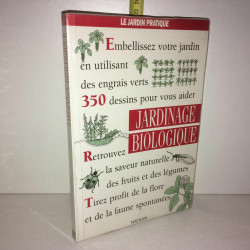 LE JARDIN PRATIQUE
Embellissez votre jardin
en utilisant
des engrais verts
350 dessins pour vous aider
JARDINAGE
BIOLOGIQUE
Retrouvez
la saveur naturelle
des fruits et des légumes
Tirez profit de la flore
et de la faune spontanées
NATHAN